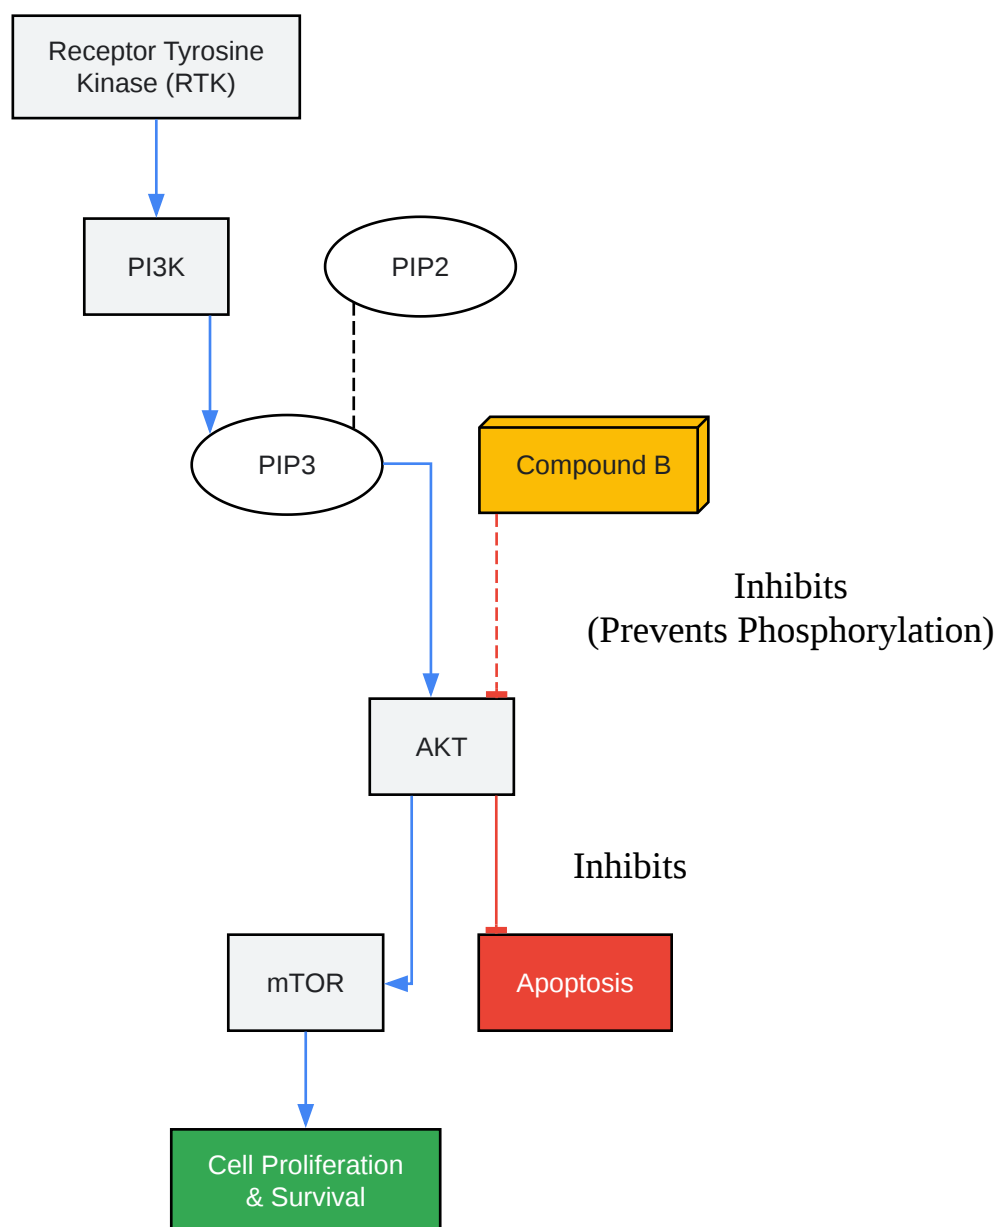 Receptor Tyrosine
Kinase (RTK)
PI3K
PIP2
PIP3
Compound B
Inhibits
(Prevents Phosphorylation)
AKT
Inhibits
mTOR
Apoptosis
Cell Proliferation
& Survival